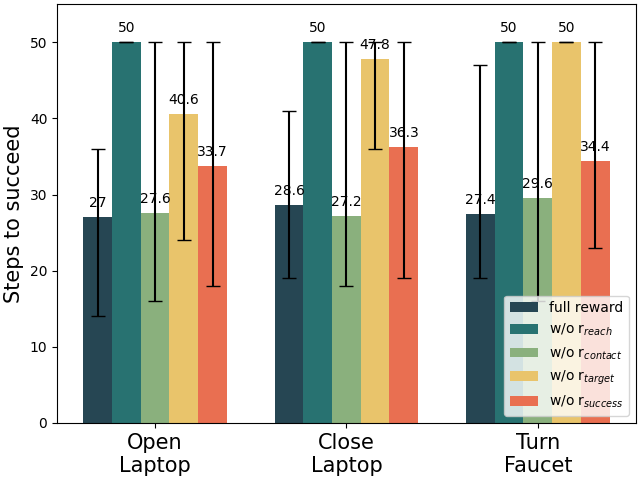 Steps to succeed
50
40
30
20
10
0
27
50
27.6
40.6
33.7
28.6
50
27.2
47.8
36.3
27.4
50
29.6
50
34.4
full reward
w/o r_reach
w/o r_contact
w/o r_target
w/o r_success
Open
Laptop
Close
Laptop
Turn
Faucet